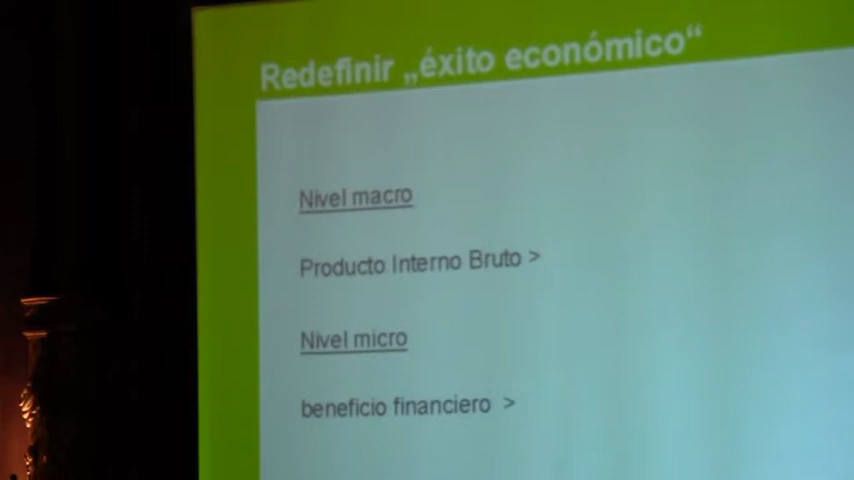 Redefinir „éxito económico“
Nivel macro
Producto Interno Bruto >
Nivel micro
beneficio financiero >